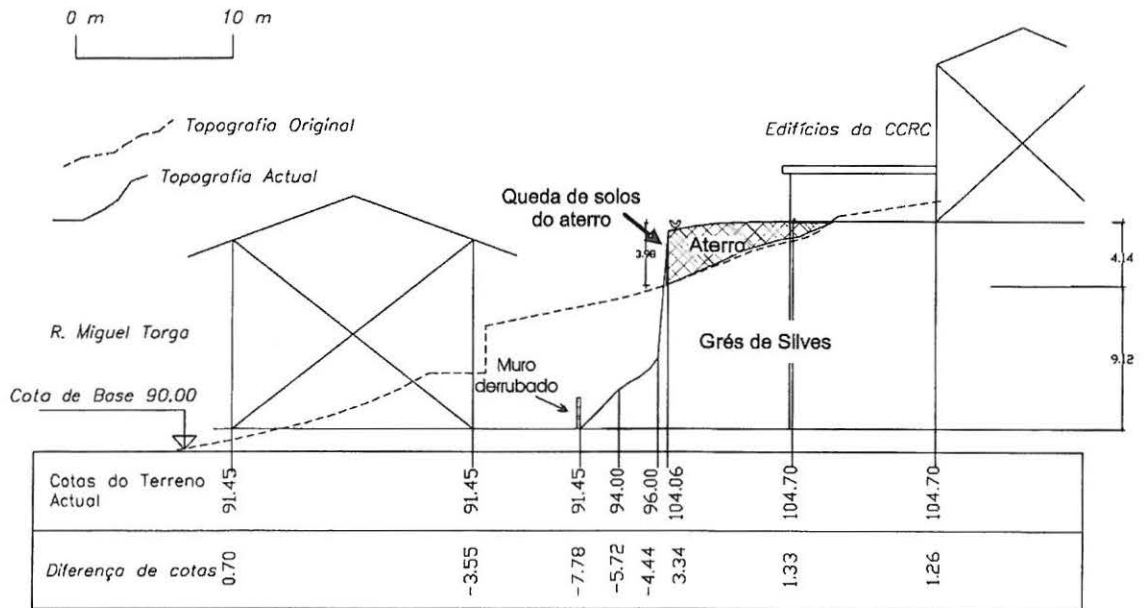 0 m 10 m
Topografia Original
Topografia Actual
Edifícios da CCRC
Queda de solos
do aterro
Aterro
3.98
4.14
R. Miguel Torga
Grés de Silves
Muro
derrubado
9.12
Cota de Base 90.00
Cotas do Terreno
Actual
91.45 91.45 91.45 94.00 96.00 104.06 104.70 104.70
Diferença de cotas 0.70 -3.55 -7.78 -5.72 -4.44 3.34 1.33 1.26